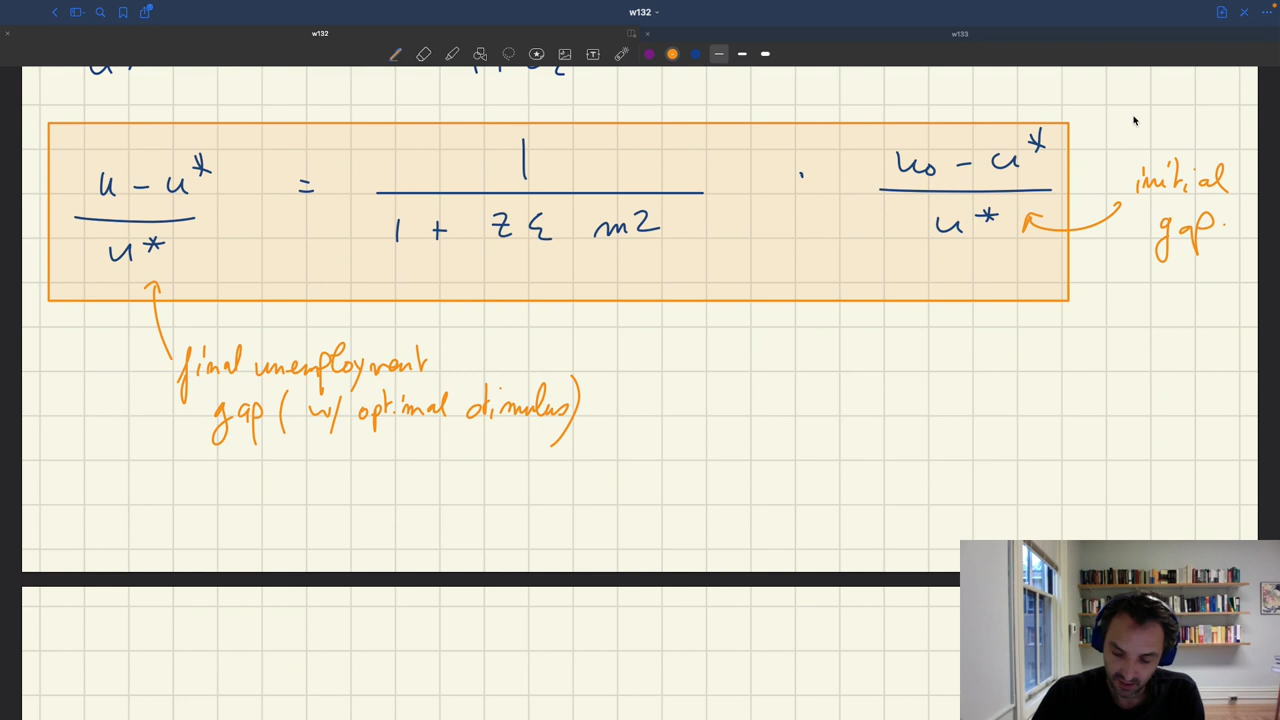 w132
w132
w133
u - u* / u* = 1 / (1 + z ε m2) · (u₀ - u*) / u*
initial
gap.
final unemployment
gap (w/ optimal stimulus)